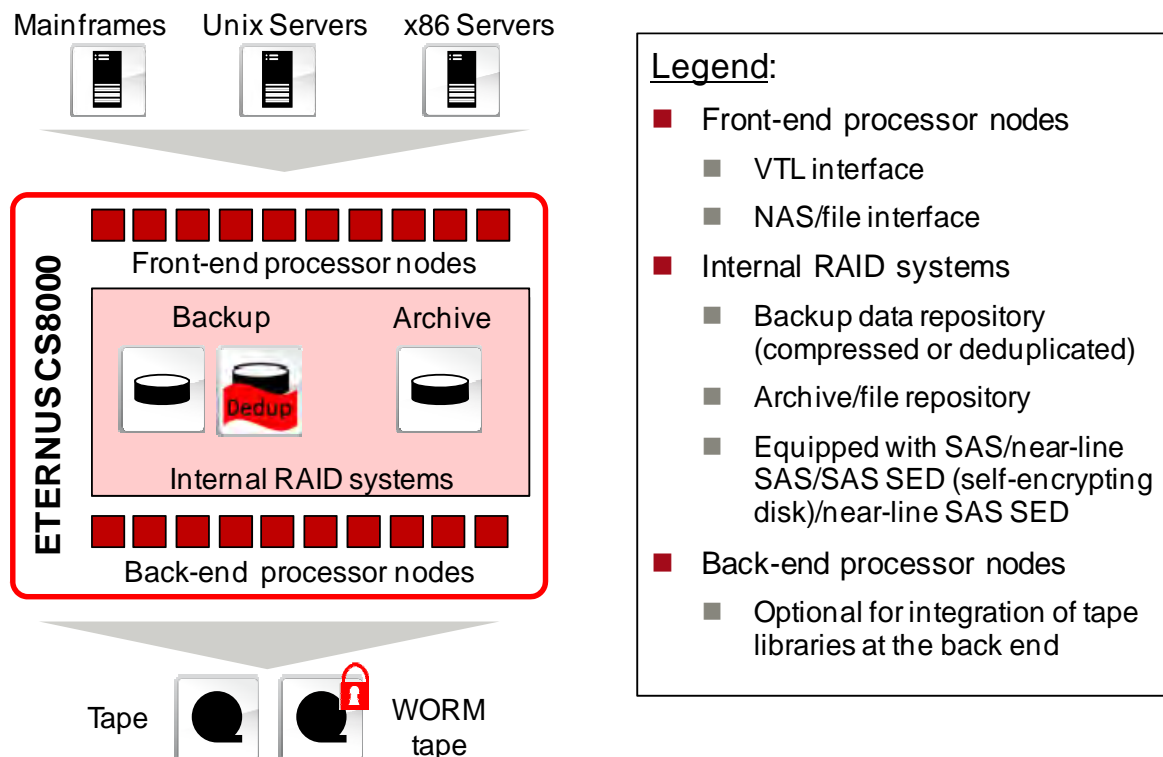 Mainframes
Unix Servers
x86 Servers
ETERNUS CS8000
Front-end processor nodes
Backup
Archive
Dedup
Internal RAID systems
Back-end processor nodes
Tape
WORM
tape
Legend:
Front-end processor nodes
VTL interface
NAS/file interface
Internal RAID systems
Backup data repository
(compressed or deduplicated)
Archive/file repository
Equipped with SAS/near-line
SAS/SAS SED (self-encrypting
disk)/near-line SAS SED
Back-end processor nodes
Optional for integration of tape
libraries at the back end